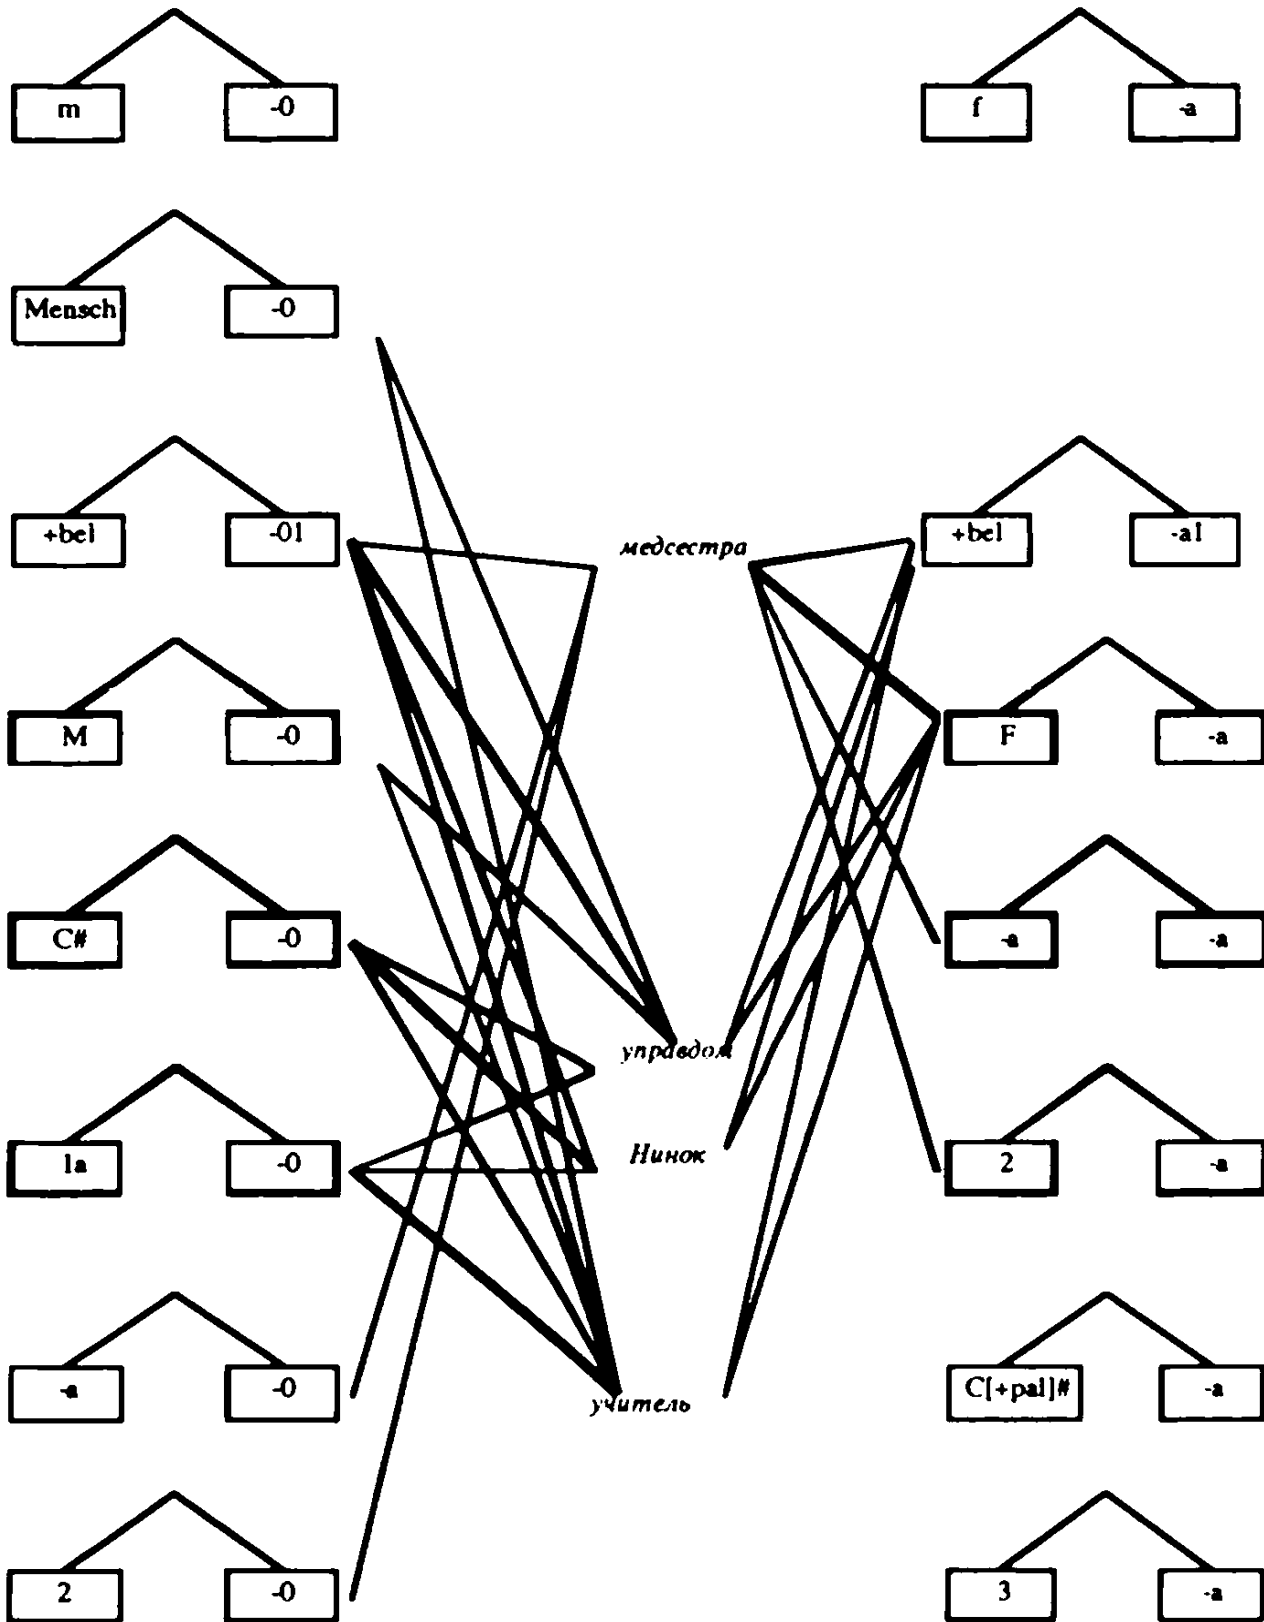 m -0 f -a
Mensch -0
+bel -01 медсестра +bel -a1
M -0 F -a
C# -0 -a -a
управдом
1a -0 Нинок 2 -a
-a -0 учитель C[+pal]# -a
2 -0 3 -a